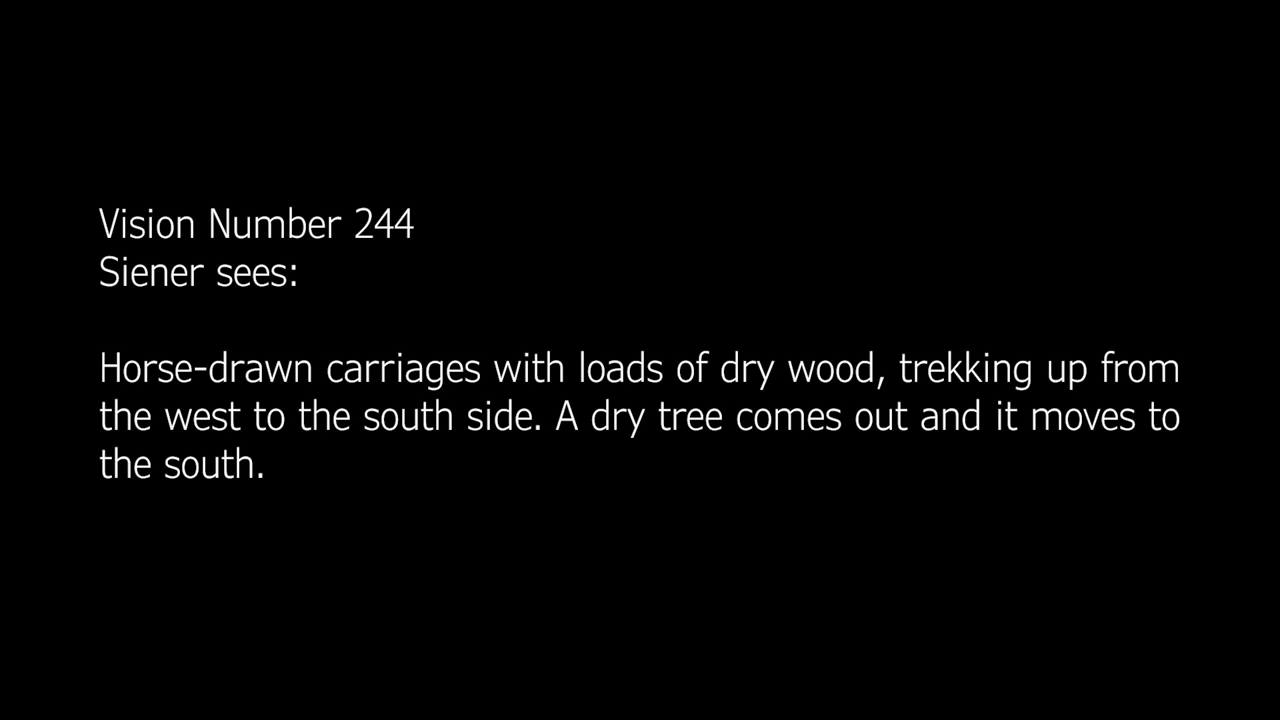 Vision Number 244
Siener sees:
Horse-drawn carriages with loads of dry wood, trekking up from
the west to the south side. A dry tree comes out and it moves to
the south.